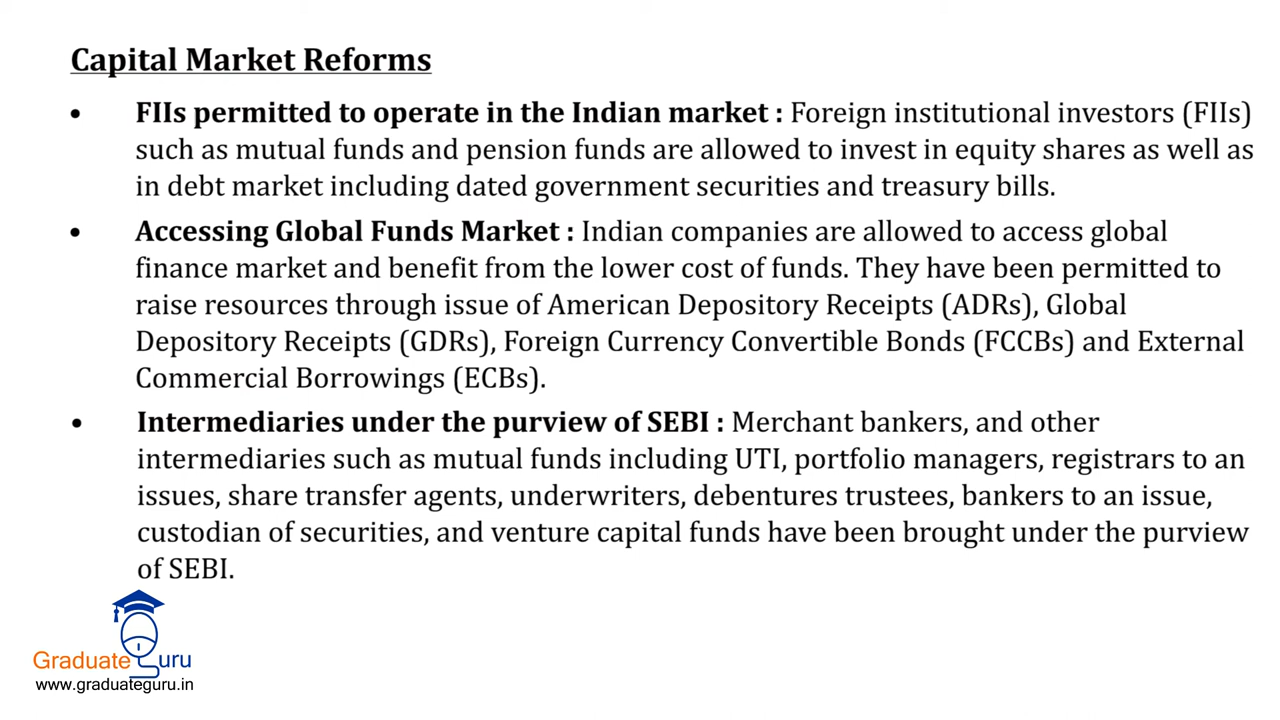 Capital Market Reforms
• FIIs permitted to operate in the Indian market : Foreign institutional investors (FIIs)
such as mutual funds and pension funds are allowed to invest in equity shares as well as
in debt market including dated government securities and treasury bills.
• Accessing Global Funds Market : Indian companies are allowed to access global
finance market and benefit from the lower cost of funds. They have been permitted to
raise resources through issue of American Depository Receipts (ADRs), Global
Depository Receipts (GDRs), Foreign Currency Convertible Bonds (FCCBs) and External
Commercial Borrowings (ECBs).
• Intermediaries under the purview of SEBI : Merchant bankers, and other
intermediaries such as mutual funds including UTI, portfolio managers, registrars to an
issues, share transfer agents, underwriters, debentures trustees, bankers to an issue,
custodian of securities, and venture capital funds have been brought under the purview
of SEBI.
Graduate Guru
www.graduateguru.in